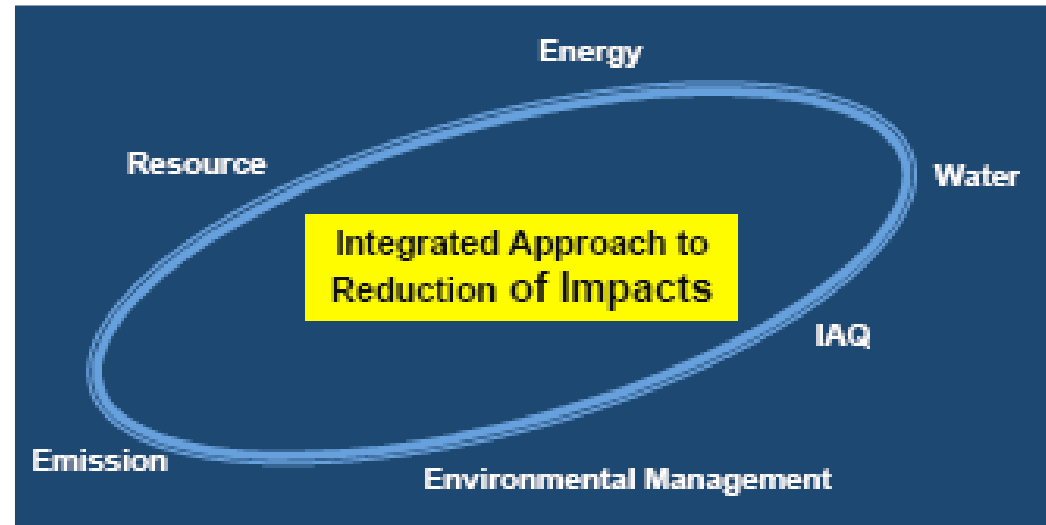 Energy
Resource
Water
Integrated Approach to
Reduction of Impacts
IAQ
Emission
Environmental Management